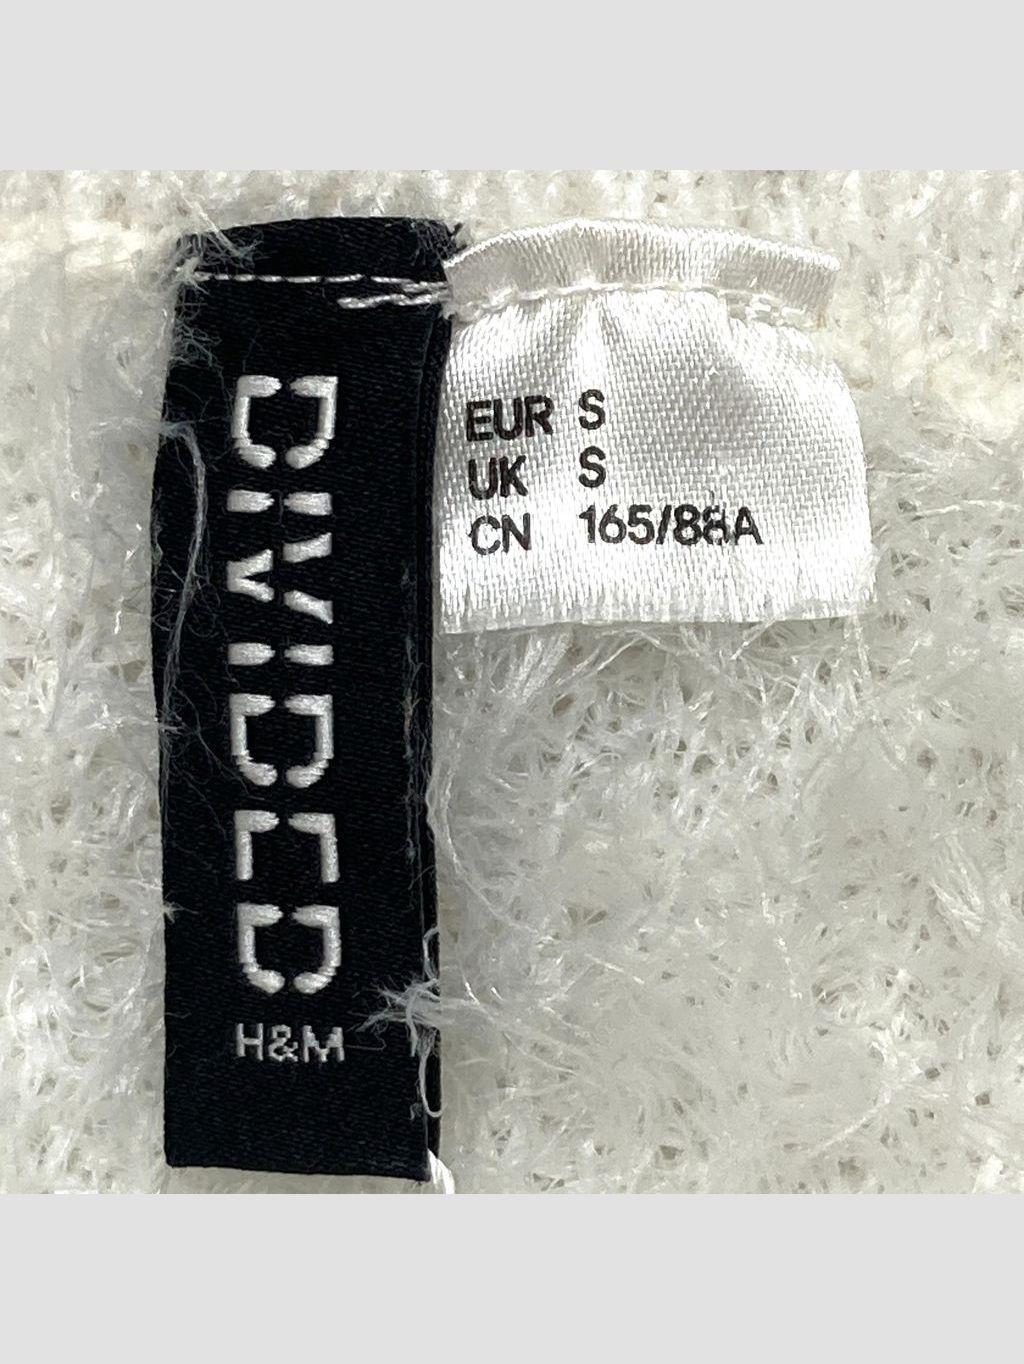 DIVIDED
H&M
EUR S
UK S
CN 165/88A